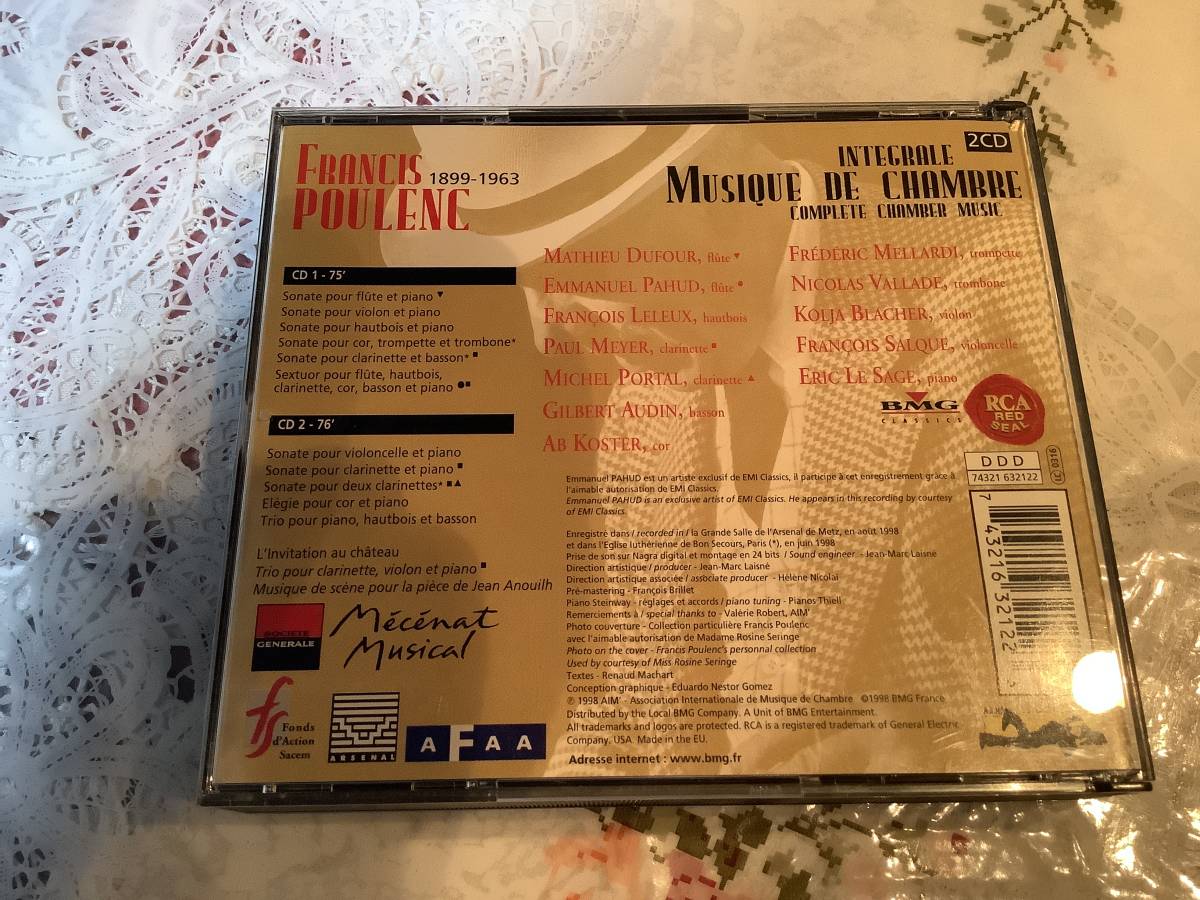 FRANCIS
POULENC
1899-1963
2CD
INTEGRALE
MUSIQUE DE CHAMBRE
COMPLETE CHAMBER MUSIC
CD 1 - 75'
Sonate pour flûte et piano ▼
Sonate pour violon et piano
Sonate pour hautbois et piano
Sonate pour cor, trompette et trombone*
Sonate pour clarinette et basson* ■
Sextuor pour flûte, hautbois,
clarinette, cor, basson et piano ●■
CD 2 - 76'
Sonate pour violoncelle et piano
Sonate pour clarinette et piano ■
Sonate pour deux clarinettes* ■▲
Elégie pour cor et piano
Trio pour piano, hautbois et basson
L'Invitation au château
Trio pour clarinette, violon et piano ■
Musique de scène pour la pièce de Jean Anouilh
MATHIEU DUFOUR, flûte ▼
EMMANUEL PAHUD, flûte ●
FRANÇOIS LELEUX, hautbois
PAUL MEYER, clarinette ■
MICHEL PORTAL, clarinette ▲
GILBERT AUDIN, basson
AB KOSTER, cor
FRÉDÉRIC MELLARDI, trompette
NICOLAS VALLADE, trombone
KOLJA BLACHER, violon
FRANÇOIS SALQUE, violoncelle
ERIC LE SAGE, piano
BMG
CLASSICS
RCA
RED
SEAL
DDD
74321 632122
LC 0316
Emmanuel PAHUD est un artiste exclusif de EMI Classics, il participe à cet enregistrement grâce à
l'aimable autorisation de EMI Classics.
Emmanuel PAHUD is an exclusive artist of EMI Classics. He appears in this recording by courtesy
of EMI Classics.
Enregistré dans / recorded in / la Grande Salle de l'Arsenal de Metz, en août 1998
et dans l'Eglise luthérienne de Bon Secours, Paris (*), en juin 1998
Prise de son sur Nagra digital et montage en 24 bits / Sound engineer - Jean-Marc Laisné
Direction artistique / producer - Jean-Marc Laisné
Direction artistique associée / associate producer - Hélène Nicolaï
Pré-mastering - François Brillet
Piano Steinway - réglages et accords / piano tuning - Pianos Thiell
Remerciements à / special thanks to - Valérie Robert, AIM'
Photo couverture - Collection particulière Francis Poulenc
avec l'aimable autorisation de Madame Rosine Seringe
Photo on the cover - Francis Poulenc's personnal collection
Used by courtesy of Miss Rosine Seringe
Textes - Renaud Machart
Conception graphique - Eduardo Nestor Gomez
℗ 1998 AIM' - Association Internationale de Musique de Chambre ©1998 BMG France
Distributed by the Local BMG Company. A Unit of BMG Entertainment.
All trademarks and logos are protected. RCA is a registered trademark of General Electric
Company. USA. Made in the EU.
Adresse internet : www.bmg.fr
7 43216 32122
SOCIETE
GENERALE
Mécénat
Musical
fs
Fonds
d'Action
Sacem
ARSENAL
AFAA